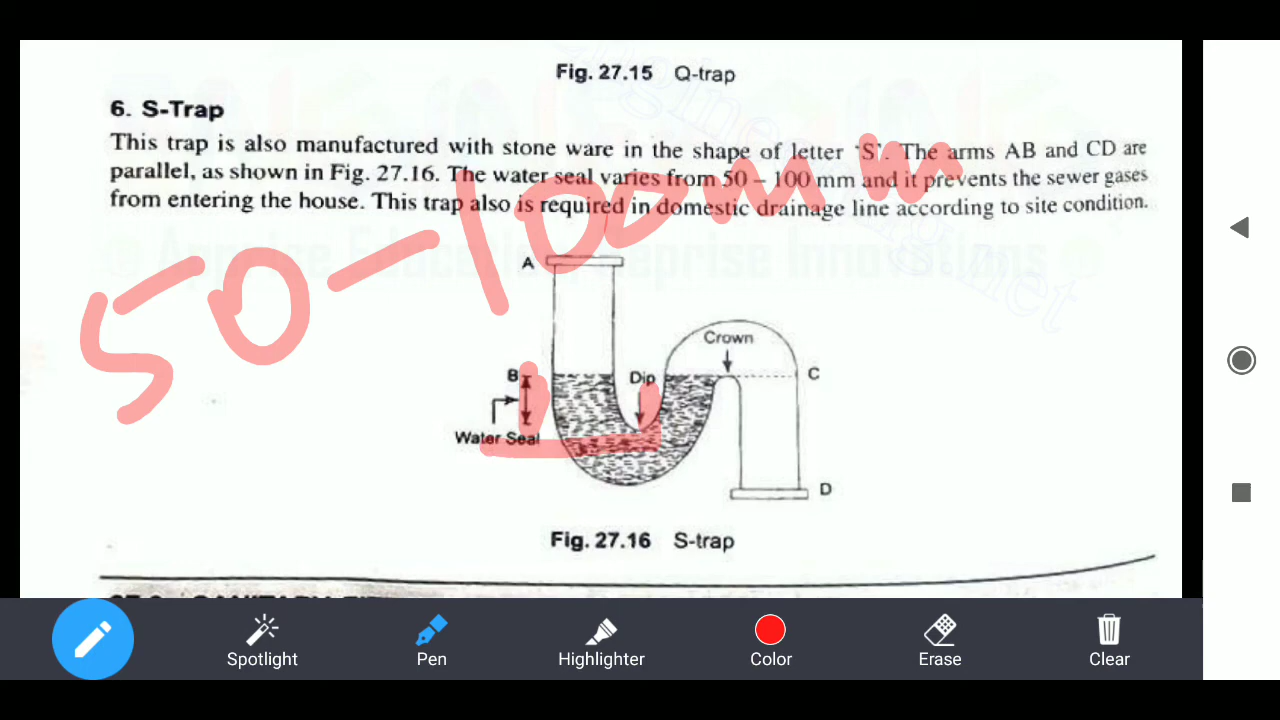 Fig. 27.15 Q-trap
6. S-Trap
This trap is also manufactured with stone ware in the shape of letter 'S'. The arms AB and CD are
parallel, as shown in Fig. 27.16. The water seal varies from 50 – 100 mm and it prevents the sewer gases
from entering the house. This trap also is required in domestic drainage line according to site condition.
50-100mm
Apprise Education, Reprise Innovations
A
Crown
B
Dip
C
Water Seal
D
Fig. 27.16 S-trap
Spotlight
Pen
Highlighter
Color
Erase
Clear